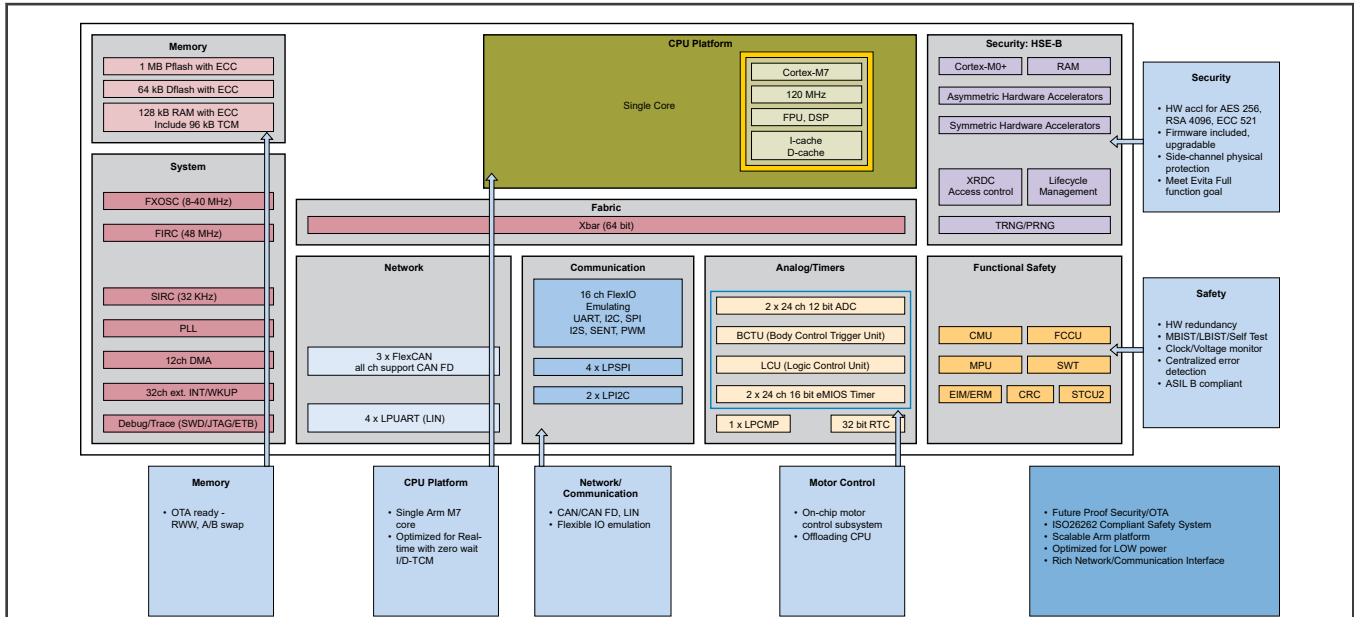 Memory
1 MB Pflash with ECC
64 kB Dflash with ECC
128 kB RAM with ECC
Include 96 kB TCM
System
FXOSC (8-40 MHz)
FIRC (48 MHz)
SIRC (32 KHz)
PLL
12ch DMA
32ch ext. INT/WKUP
Debug/Trace (SWD/JTAG/ETB)
CPU Platform
Single Core
Cortex-M7
120 MHz
FPU, DSP
I-cache
D-cache
Fabric
Xbar (64 bit)
Network
3 x FlexCAN
all ch support CAN FD
4 x LPUART (LIN)
Communication
16 ch FlexIO
Emulating
UART, I2C, SPI
I2S, SENT, PWM
4 x LPSPI
2 x LPI2C
Analog/Timers
2 x 24 ch 12 bit ADC
BCTU (Body Control Trigger Unit)
LCU (Logic Control Unit)
2 x 24 ch 16 bit eMIOS Timer
1 x LPCMP
32 bit RTC
Security: HSE-B
Cortex-M0+
RAM
Asymmetric Hardware Accelerators
Symmetric Hardware Accelerators
XRDC
Access control
Lifecycle
Management
TRNG/PRNG
Functional Safety
CMU
FCCU
MPU
SWT
EIM/ERM
CRC
STCU2
Security
• HW accl for AES 256,
RSA 4096, ECC 521
• Firmware included,
upgradable
• Side-channel physical
protection
• Meet Evita Full
function goal
Safety
• HW redundancy
• MBIST/LBIST/Self Test
• Clock/Voltage monitor
• Centralized error
detection
• ASIL B compliant
Memory
• OTA ready -
RWW, A/B swap
CPU Platform
• Single Arm M7
core
• Optimized for Real-
time with zero wait
I/D-TCM
Network/
Communication
• CAN/CAN FD, LIN
• Flexible IO emulation
Motor Control
• On-chip motor
control subsystem
• Offloading CPU
• Future Proof Security/OTA
• ISO26262 Compliant Safety System
• Scalable Arm platform
• Optimized for LOW power
• Rich Network/Communication Interface